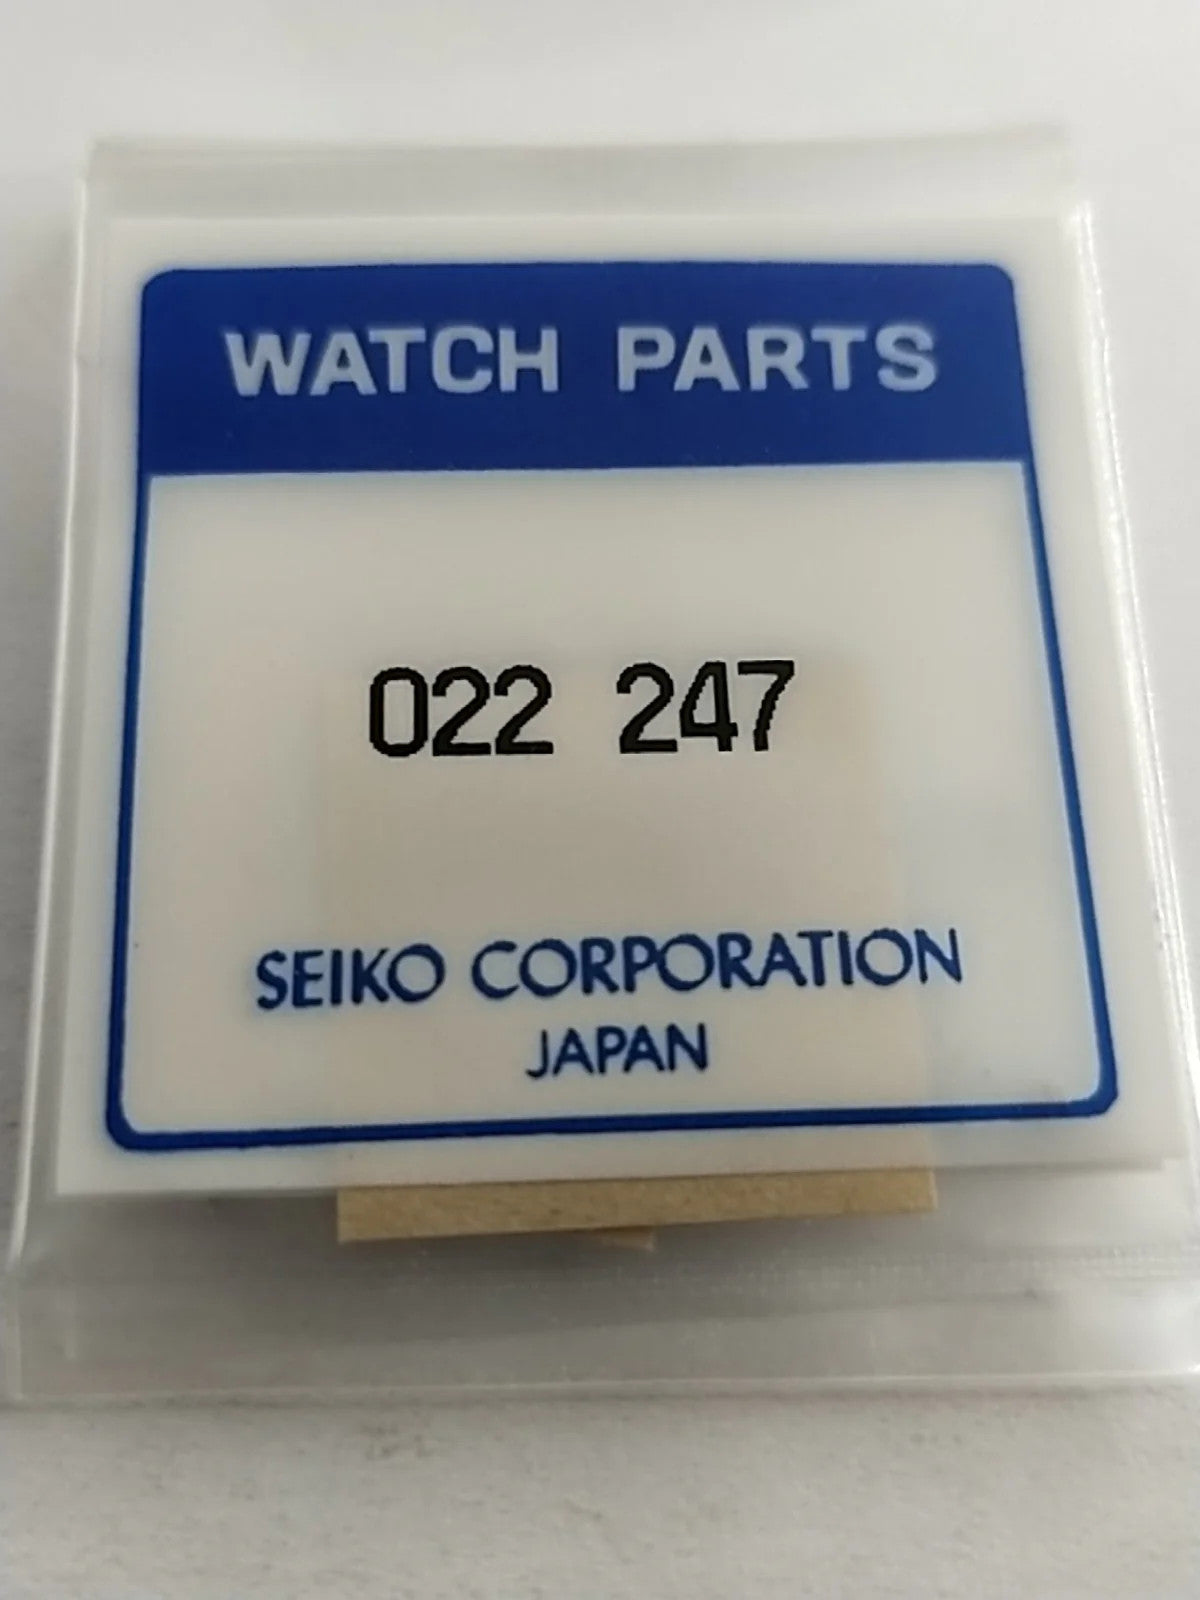 WATCH PARTS
022 247
SEIKO CORPORATION
JAPAN